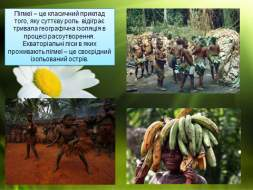 Пігмеї – це класичний приклад
того, яку суттєву роль відіграє
тривала географічна ізоляція в
процесі расоутворення.
Екваторіальні ліси в яких
проживають пігмеї – це своєрідний
ізольований острів.